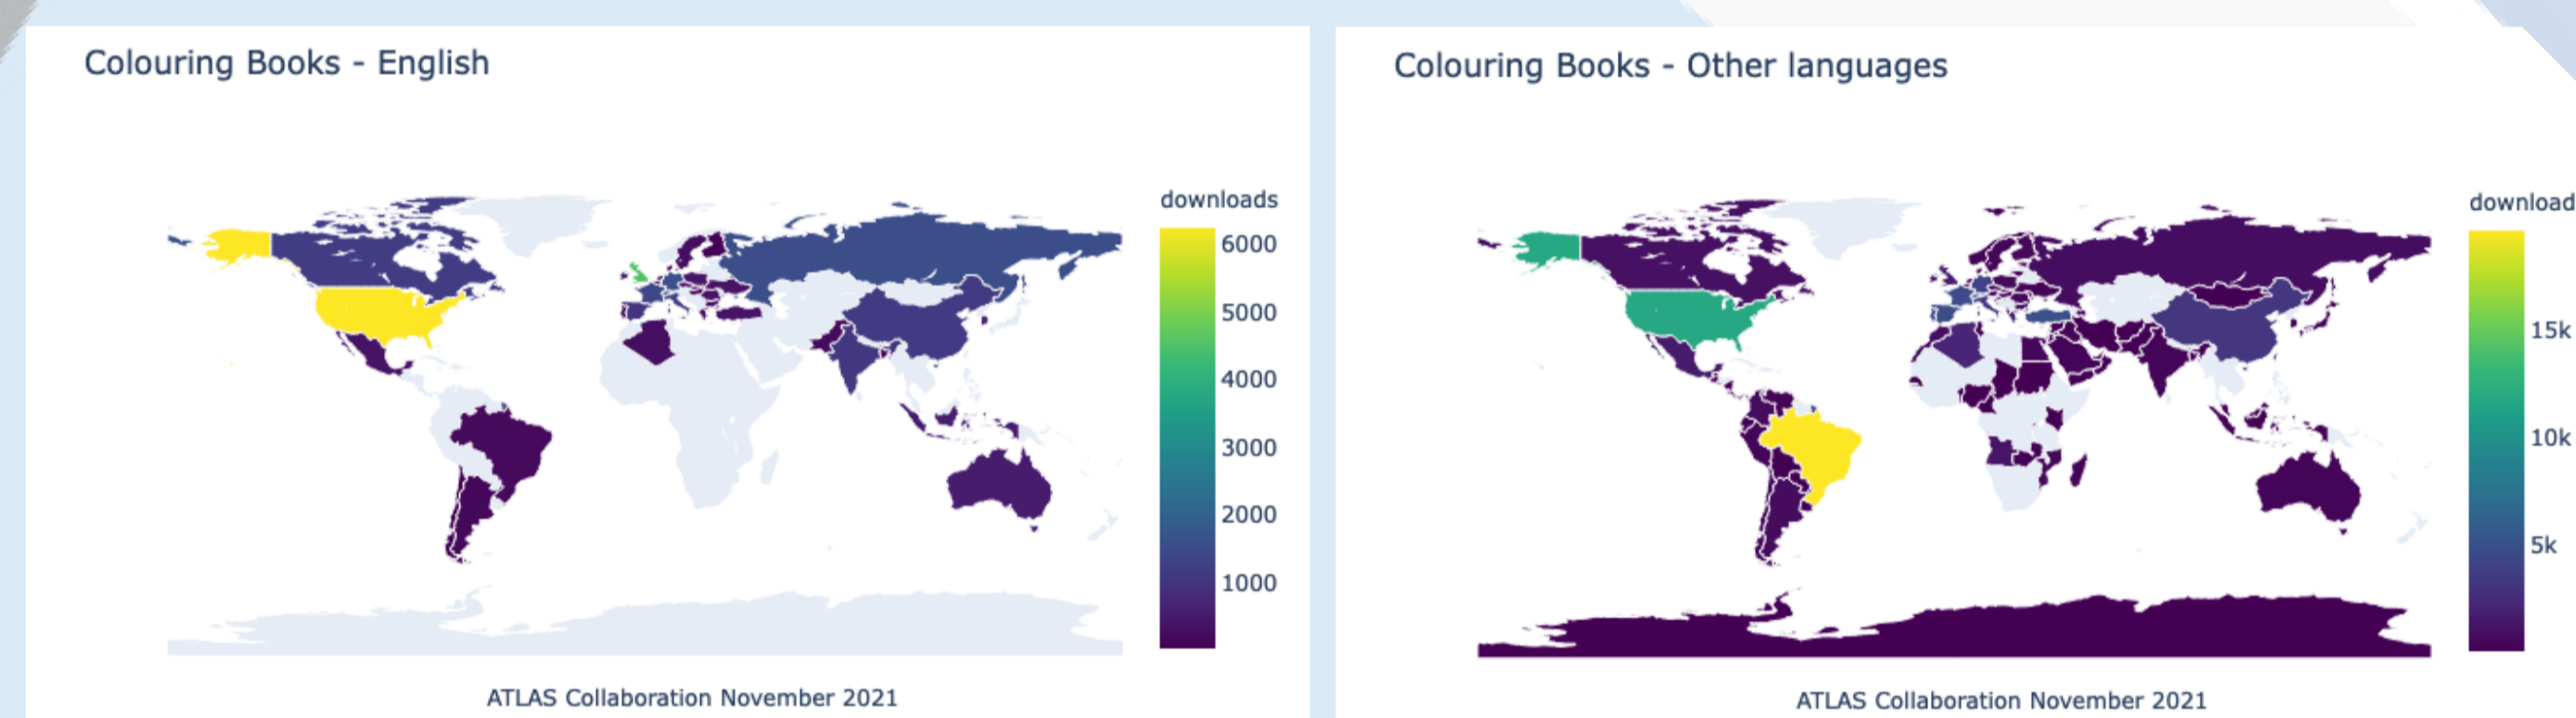 Colouring Books - English
downloads
6000
5000
4000
3000
2000
1000
ATLAS Collaboration November 2021
Colouring Books - Other languages
download
15k
10k
5k
ATLAS Collaboration November 2021